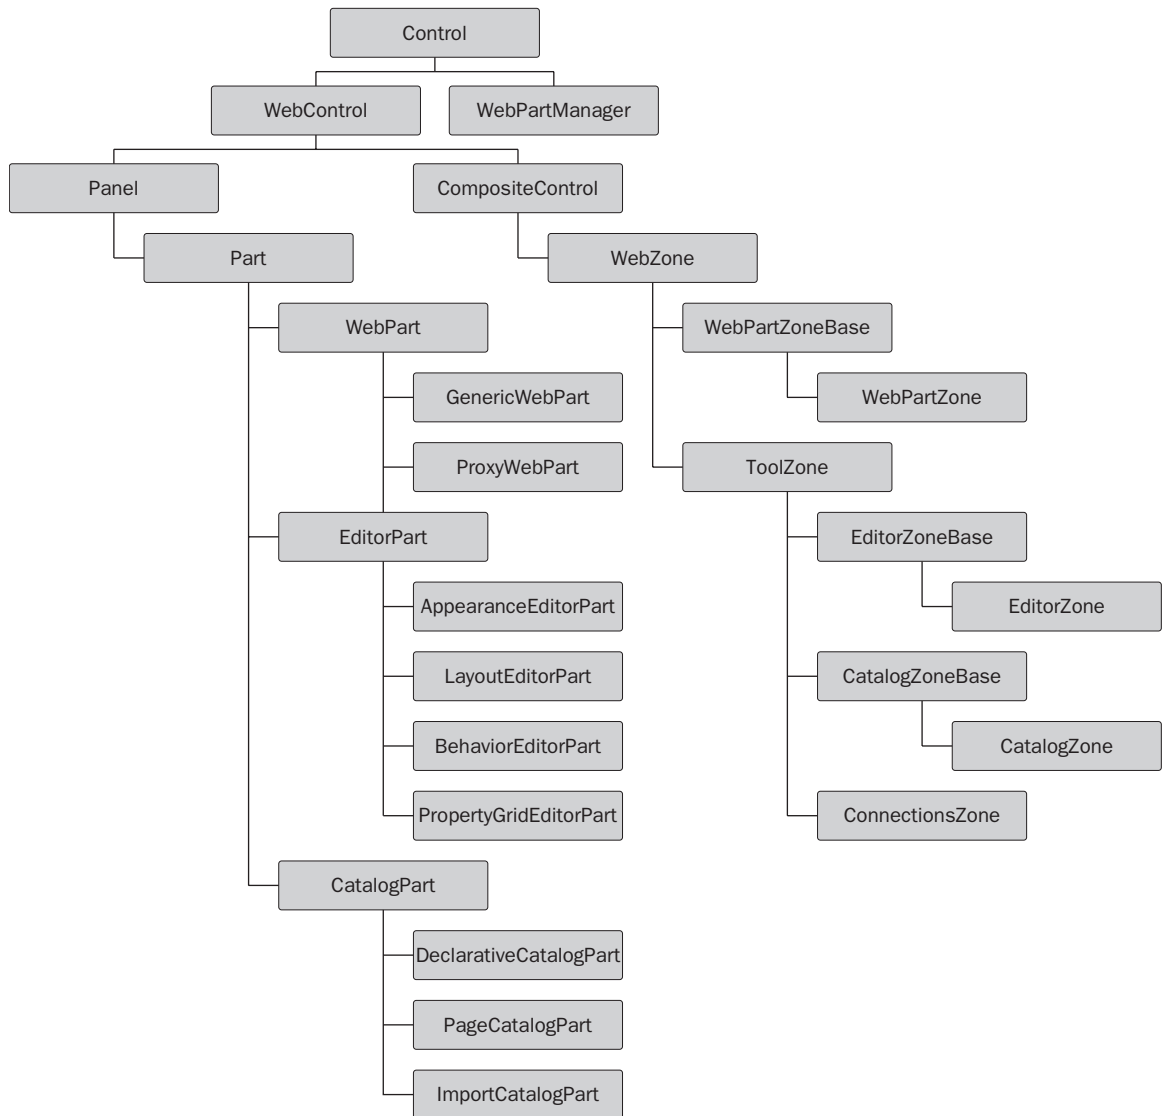 Control
WebControl
WebPartManager
Panel
CompositeControl
Part
WebZone
WebPart
WebPartZoneBase
GenericWebPart
WebPartZone
ProxyWebPart
ToolZone
EditorPart
EditorZoneBase
AppearanceEditorPart
EditorZone
LayoutEditorPart
CatalogZoneBase
BehaviorEditorPart
CatalogZone
PropertyGridEditorPart
ConnectionsZone
CatalogPart
DeclarativeCatalogPart
PageCatalogPart
ImportCatalogPart